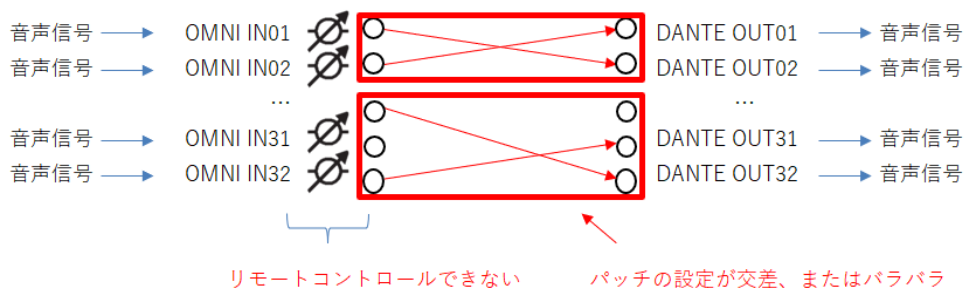 音声信号 OMNI IN01 DANTE OUT01 音声信号
音声信号 OMNI IN02 DANTE OUT02 音声信号
… …
音声信号 OMNI IN31 DANTE OUT31 音声信号
音声信号 OMNI IN32 DANTE OUT32 音声信号
リモートコントロールできない パッチの設定が交差、またはバラバラ